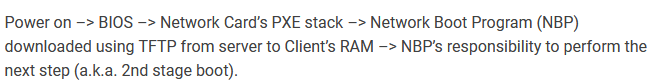 Power on –> BIOS –> Network Card’s PXE stack –> Network Boot Program (NBP)
downloaded using TFTP from server to Client’s RAM –> NBP’s responsibility to perform the
next step (a.k.a. 2nd stage boot).